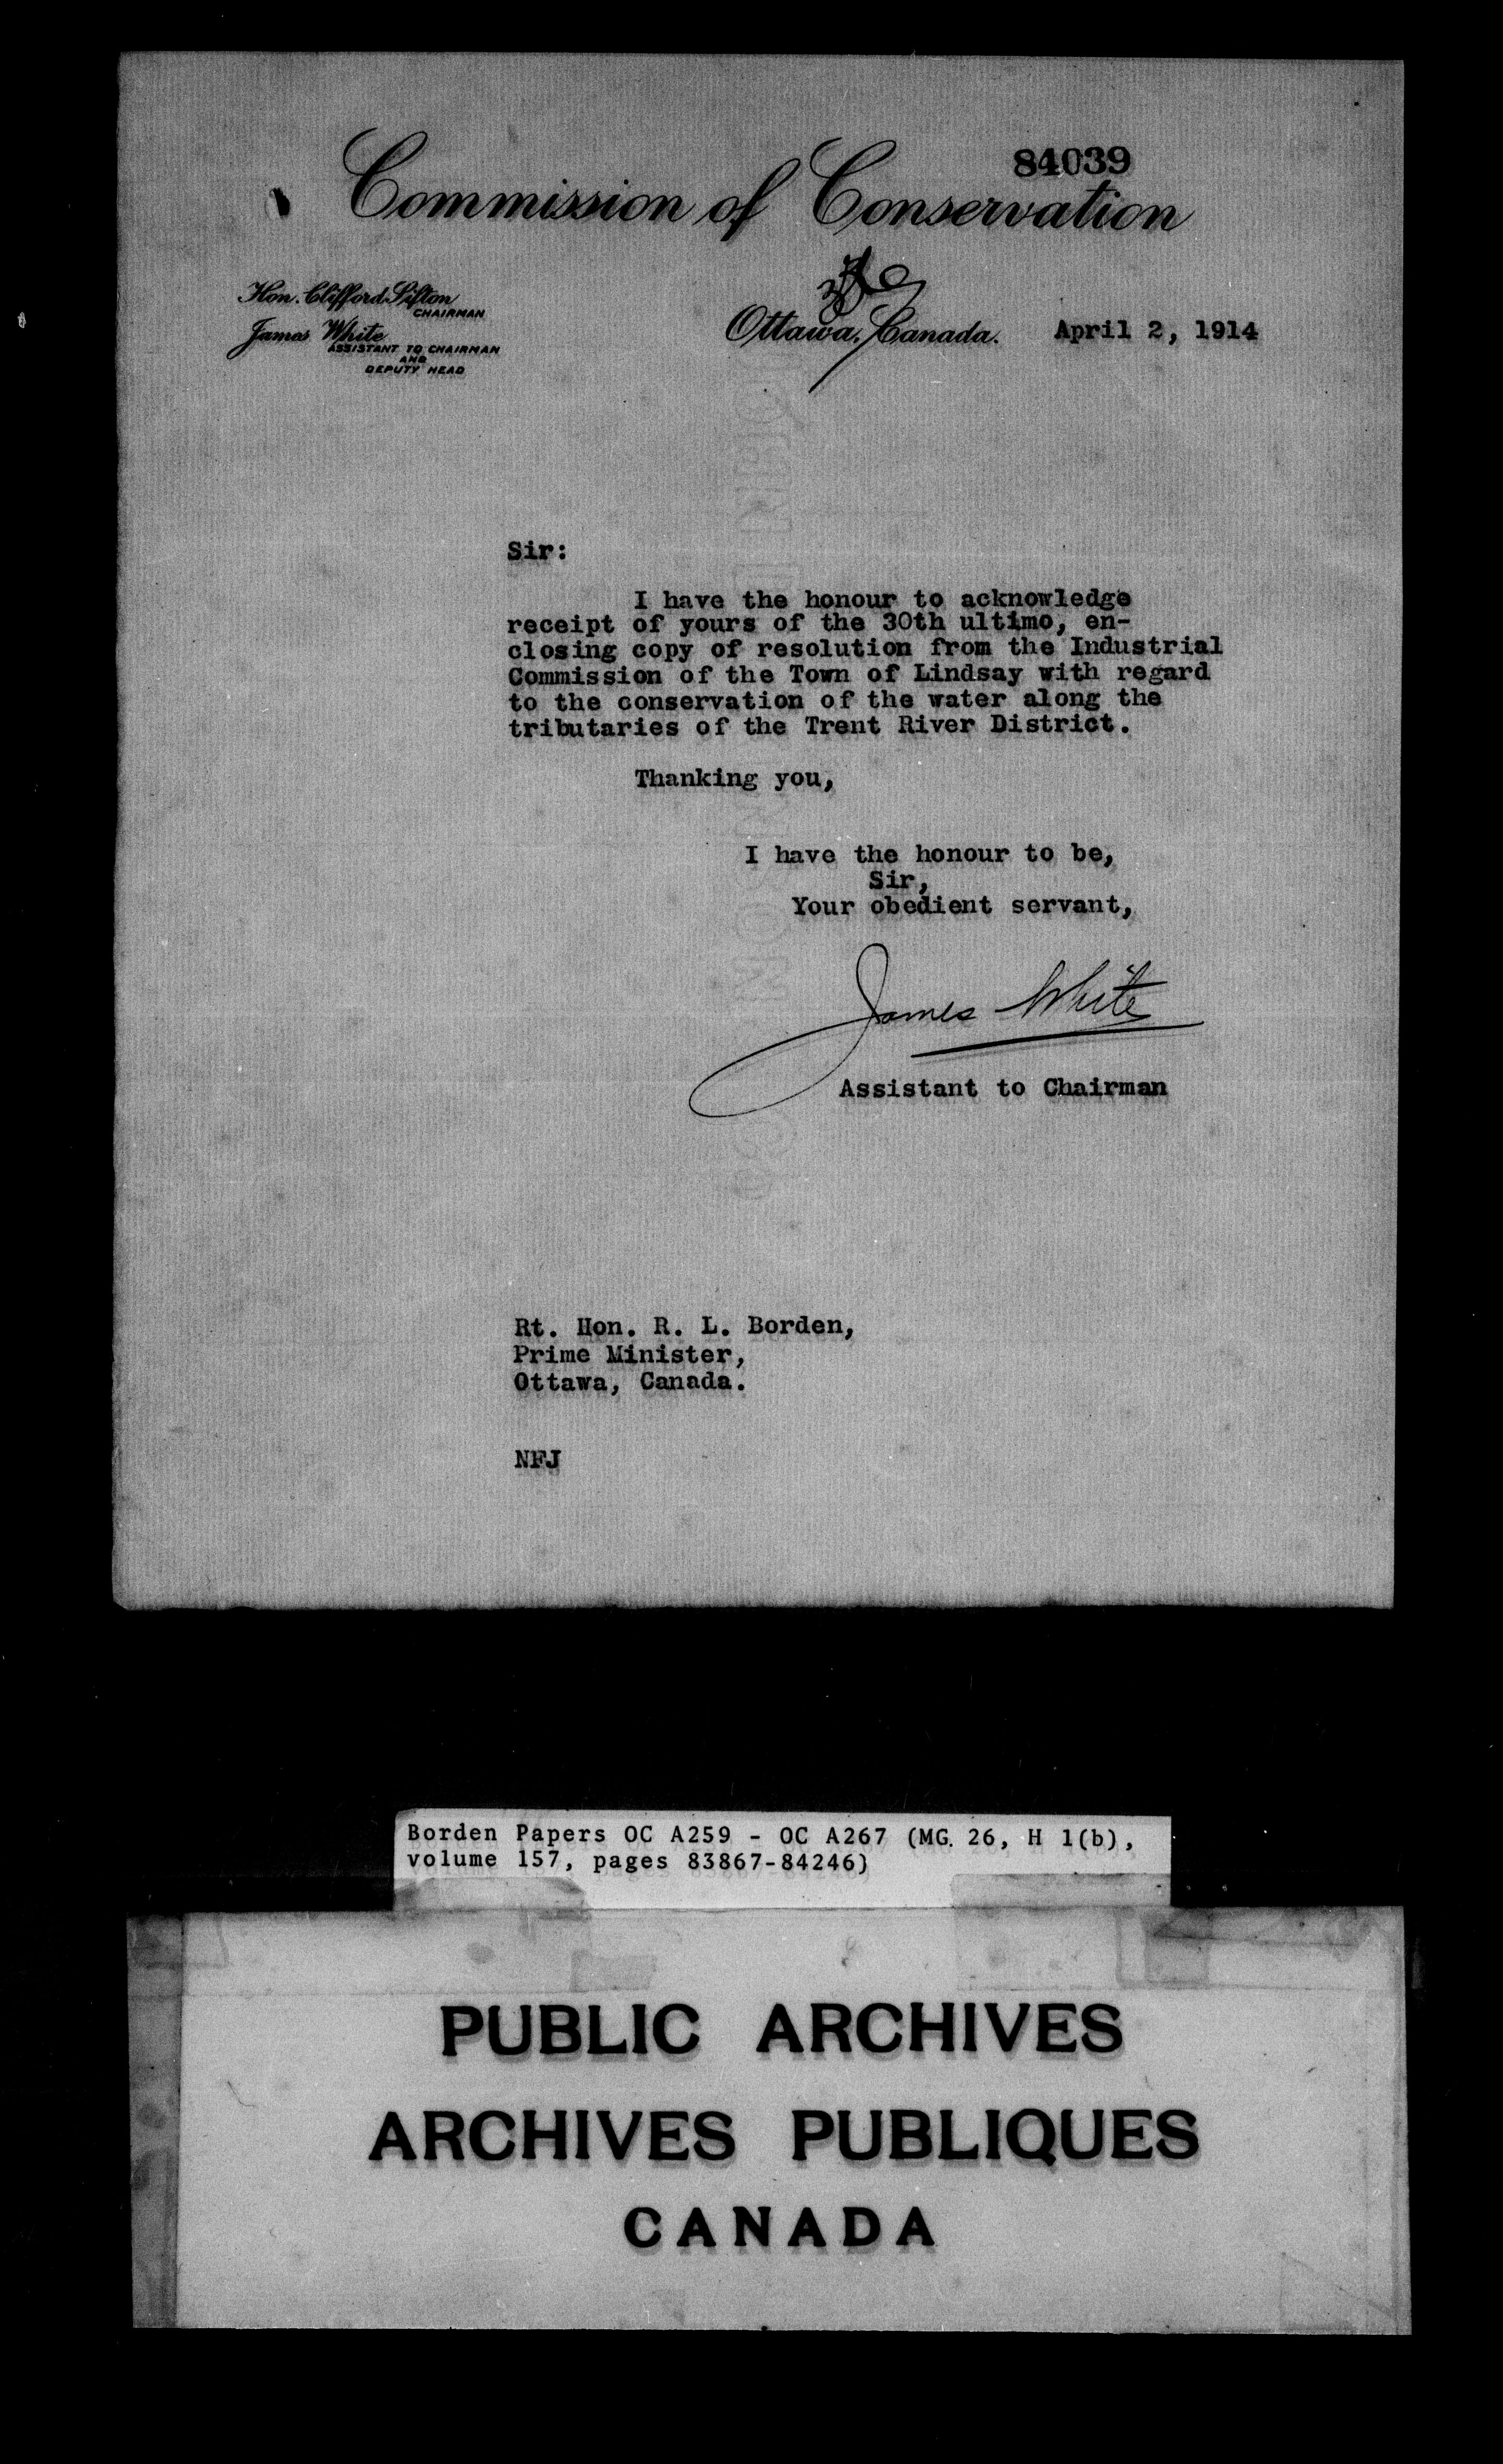 84039
Commission of Conservation
Hon. Clifford Sifton
CHAIRMAN
James White
ASSISTANT TO CHAIRMAN
AND
DEPUTY HEAD
Ottawa, Canada. April 2, 1914
Sir:
I have the honour to acknowledge
receipt of yours of the 30th ultimo, en-
closing copy of resolution from the Industrial
Commission of the Town of Lindsay with regard
to the conservation of the water along the
tributaries of the Trent River District.
Thanking you,
I have the honour to be,
Sir,
Your obedient servant,
James White
Assistant to Chairman
Rt. Hon. R. L. Borden,
Prime Minister,
Ottawa, Canada.
NFJ
Borden Papers OC A259 - OC A267 (MG. 26, H 1(b),
volume 157, pages 83867-84246)
PUBLIC ARCHIVES
ARCHIVES PUBLIQUES
CANADA